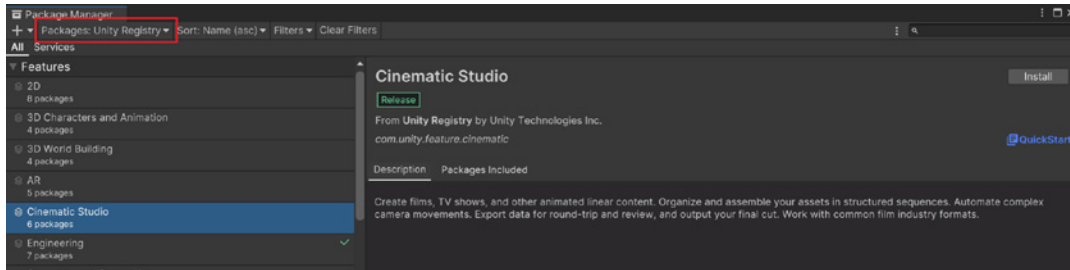 Package Manager
Packages: Unity Registry Sort: Name (asc) Filters Clear Filters
All Services
Features
2D
8 packages
3D Characters and Animation
4 packages
3D World Building
4 packages
AR
5 packages
Cinematic Studio
6 packages
Engineering
7 packages
Cinematic Studio
Install
Release
From Unity Registry by Unity Technologies Inc.
com.unity.feature.cinematic
QuickStart
Description Packages Included
Create films, TV shows, and other animated linear content. Organize and assemble your assets in structured sequences. Automate complex
camera movements. Export data for round-trip and review, and output your final cut. Work with common film industry formats.